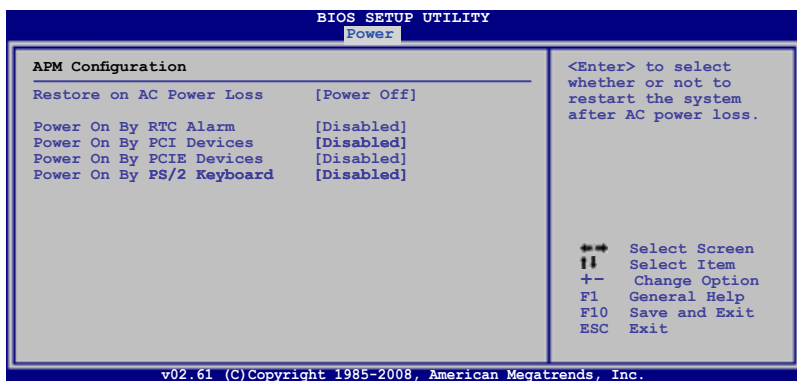 BIOS SETUP UTILITY
Power
APM Configuration
Restore on AC Power Loss [Power Off]
Power On By RTC Alarm [Disabled]
Power On By PCI Devices [Disabled]
Power On By PCIE Devices [Disabled]
Power On By PS/2 Keyboard [Disabled]
<Enter> to select
whether or not to
restart the system
after AC power loss.
Select Screen
Select Item
+- Change Option
F1 General Help
F10 Save and Exit
ESC Exit
v02.61 (C)Copyright 1985-2008, American Megatrends, Inc.